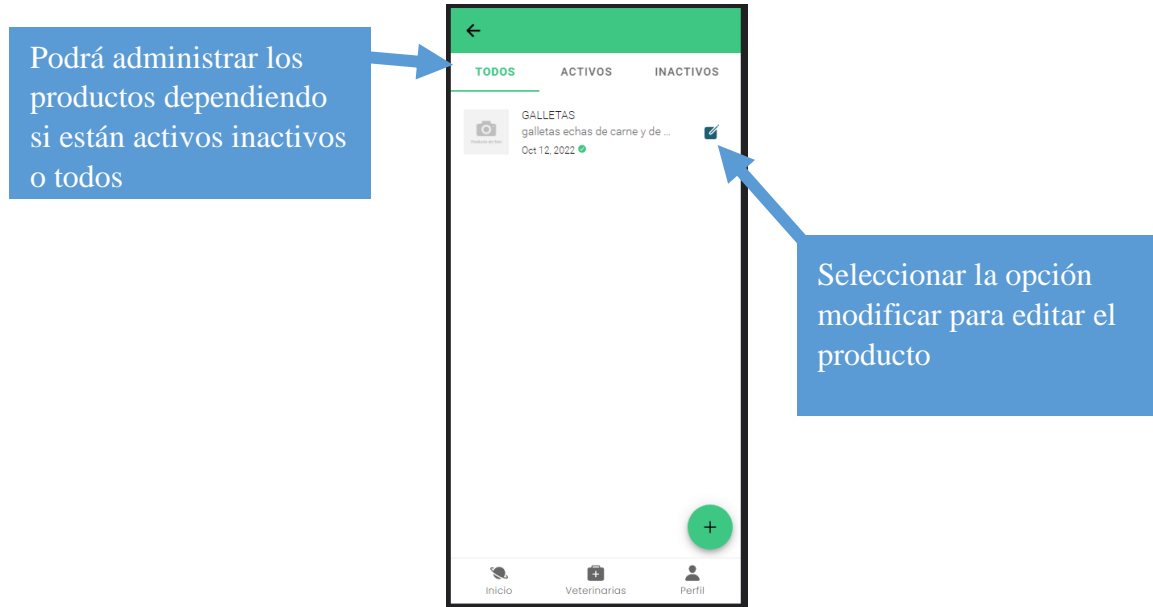 Podrá administrar los
productos dependiendo
si están activos inactivos
o todos
TODOS ACTIVOS INACTIVOS
GALLETAS
galletas echas de carne y de ...
Oct 12, 2022
Seleccionar la opción
modificar para editar el
producto
Inicio Veterinarias Perfil